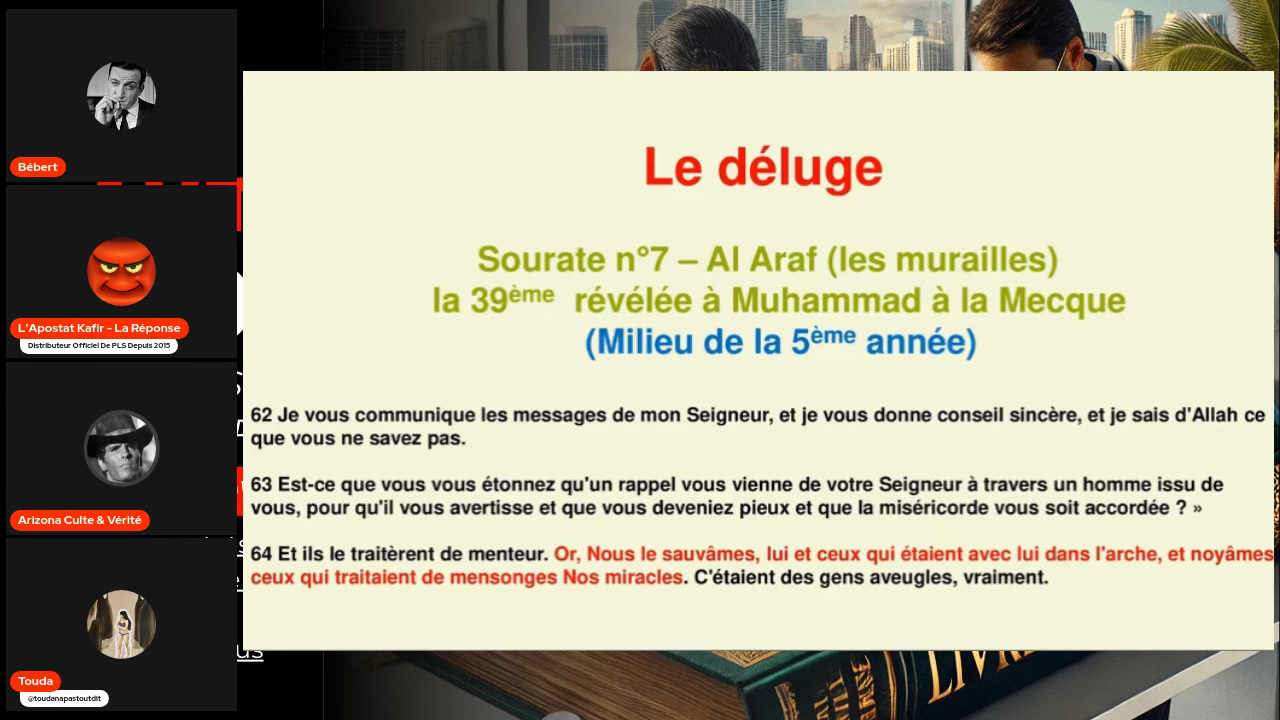 Bébert
L'Apostat Kafir - La Réponse
Distributeur Officiel De PLS Depuis 2015
Arizona Culte & Vérité
Touda
@toudanapastoutdit
Le déluge
Sourate n°7 – Al Araf (les murailles)
la 39ème révélée à Muhammad à la Mecque
(Milieu de la 5ème année)
62 Je vous communique les messages de mon Seigneur, et je vous donne conseil sincère, et je sais d'Allah ce
que vous ne savez pas.
63 Est-ce que vous vous étonnez qu'un rappel vous vienne de votre Seigneur à travers un homme issu de
vous, pour qu'il vous avertisse et que vous deveniez pieux et que la miséricorde vous soit accordée ? »
64 Et ils le traitèrent de menteur. Or, Nous le sauvâmes, lui et ceux qui étaient avec lui dans l'arche, et noyâmes
ceux qui traitaient de mensonges Nos miracles. C'étaient des gens aveugles, vraiment.